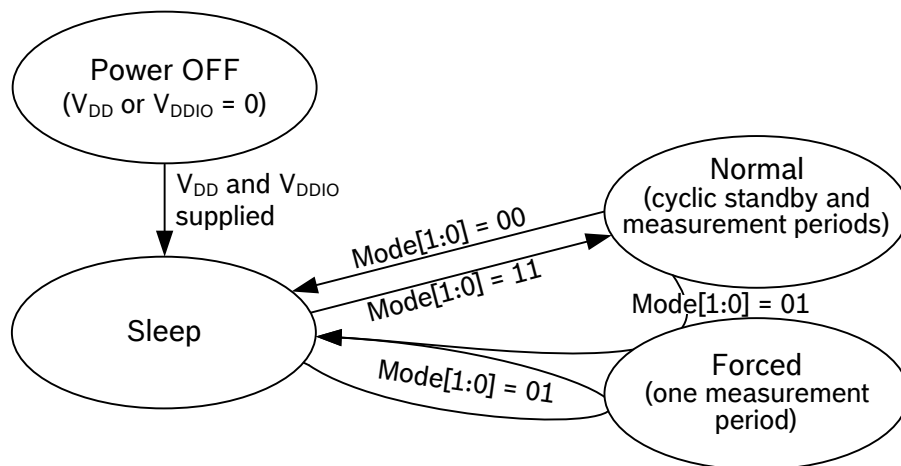 Power OFF
(V_DD or V_DDIO = 0)
V_DD and V_DDIO
supplied
Normal
(cyclic standby and
measurement periods)
Mode[1:0] = 00
Mode[1:0] = 11
Mode[1:0] = 01
Sleep
Mode[1:0] = 01
Forced
(one measurement
period)